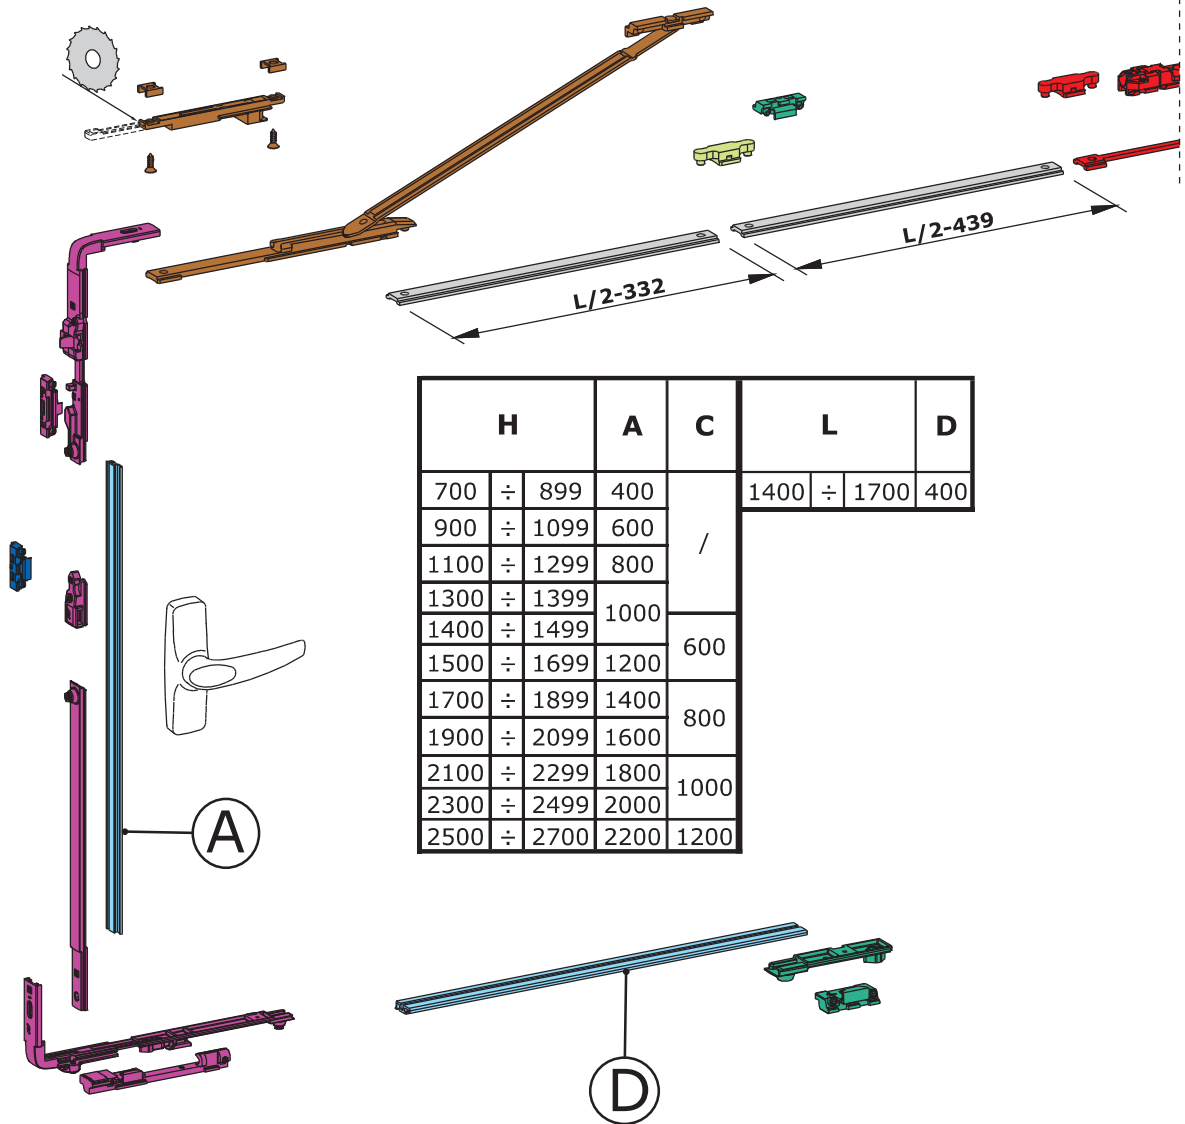 L/2-439
L/2-332
H A C L D
700 ÷ 899 400 / 1400 ÷ 1700 400
900 ÷ 1099 600
1100 ÷ 1299 800
1300 ÷ 1399 1000
1400 ÷ 1499 600
1500 ÷ 1699 1200
1700 ÷ 1899 1400 800
1900 ÷ 2099 1600
2100 ÷ 2299 1800 1000
2300 ÷ 2499 2000
2500 ÷ 2700 2200 1200
A
D